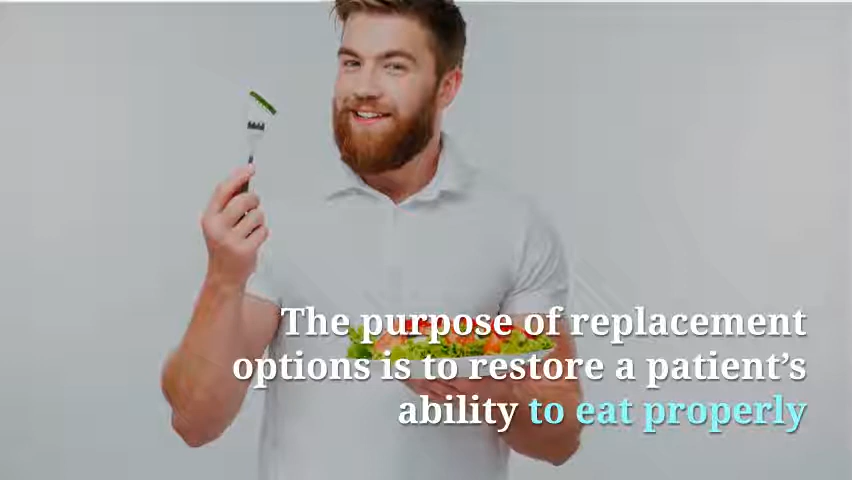 The purpose of replacement
options is to restore a patient’s
ability to eat properly